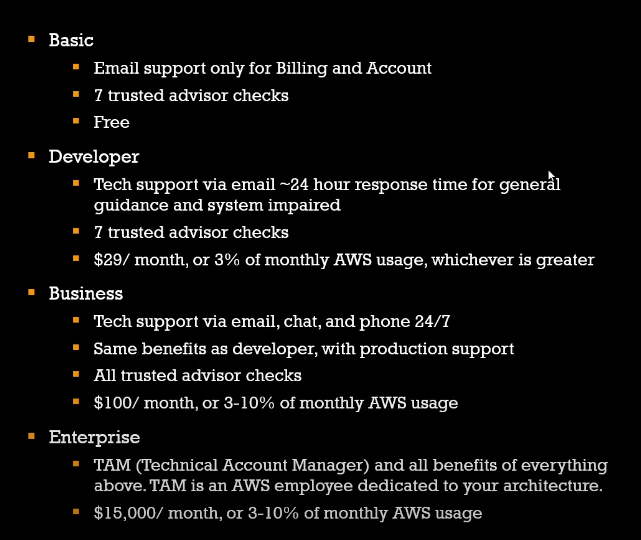 Basic
Email support only for Billing and Account
7 trusted advisor checks
Free
Developer
Tech support via email ~24 hour response time for general
guidance and system impaired
7 trusted advisor checks
$29/ month, or 3% of monthly AWS usage, whichever is greater
Business
Tech support via email, chat, and phone 24/7
Same benefits as developer, with production support
All trusted advisor checks
$100/ month, or 3-10% of monthly AWS usage
Enterprise
TAM (Technical Account Manager) and all benefits of everything
above. TAM is an AWS employee dedicated to your architecture.
$15,000/ month, or 3-10% of monthly AWS usage